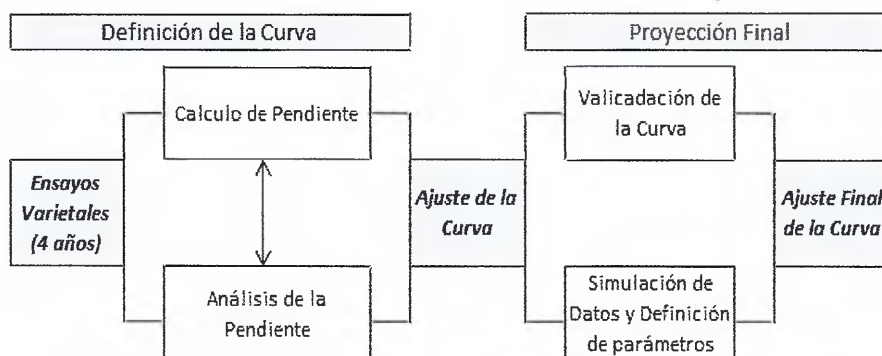 Definición de la Curva
Proyección Final
Calculo de Pendiente
Valicadación de
la Curva
Ensayos
Varietales
(4 años)
Ajuste de la
Curva
Ajuste Final
de la Curva
Análisis de la
Pendiente
Simulación de
Datos y Definición
de parámetros